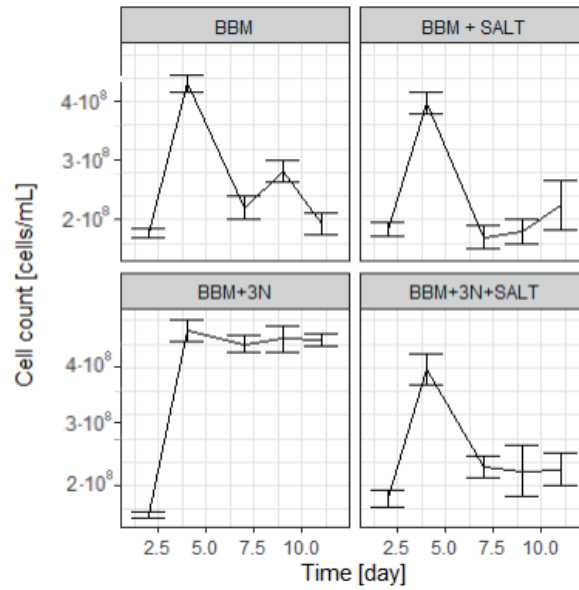 BBM
BBM + SALT
4·10⁸
3·10⁸
2·10⁸
BBM+3N
BBM+3N+SALT
4·10⁸
3·10⁸
2·10⁸
Cell count [cells/mL]
2.5 5.0 7.5 10.0
2.5 5.0 7.5 10.0
Time [day]